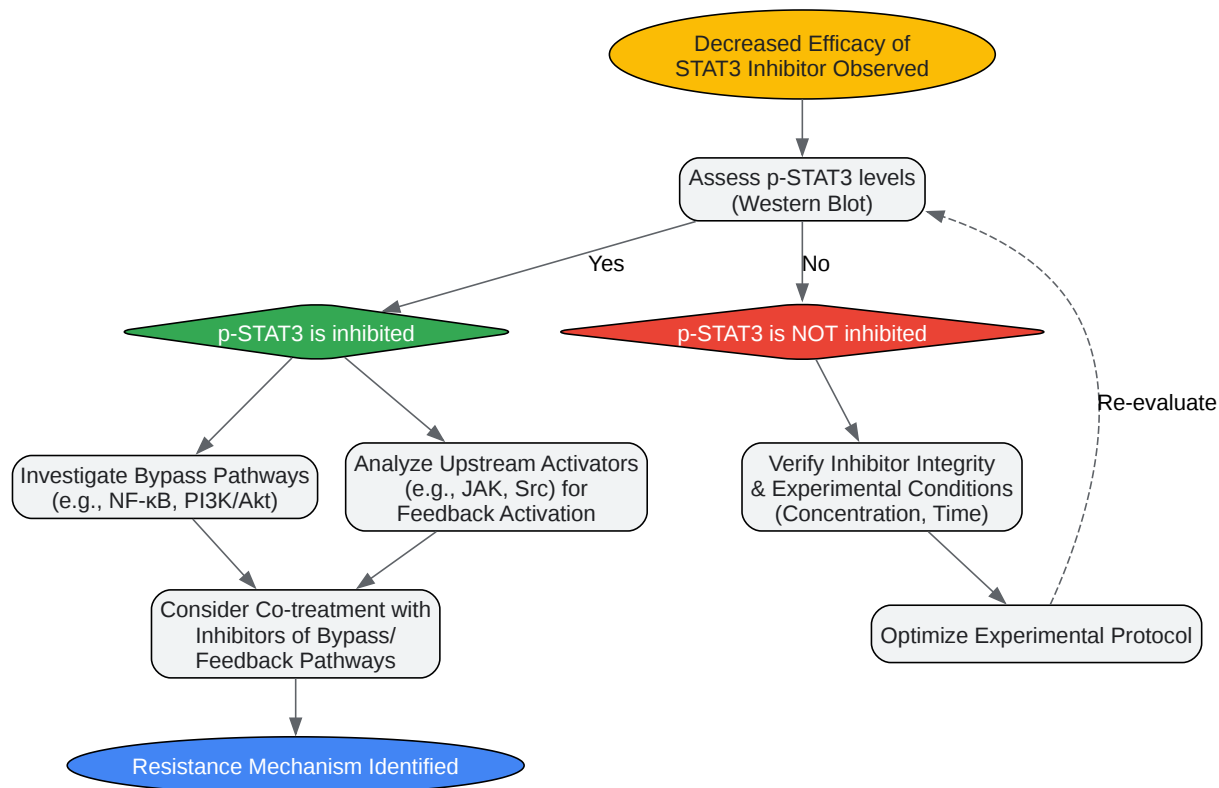 Decreased Efficacy of
STAT3 Inhibitor Observed
Assess p-STAT3 levels
(Western Blot)
Yes
No
p-STAT3 is inhibited
p-STAT3 is NOT inhibited
Re-evaluate
Investigate Bypass Pathways
(e.g., NF-κB, PI3K/Akt)
Analyze Upstream Activators
(e.g., JAK, Src) for
Feedback Activation
Verify Inhibitor Integrity
& Experimental Conditions
(Concentration, Time)
Consider Co-treatment with
Inhibitors of Bypass/
Feedback Pathways
Optimize Experimental Protocol
Resistance Mechanism Identified